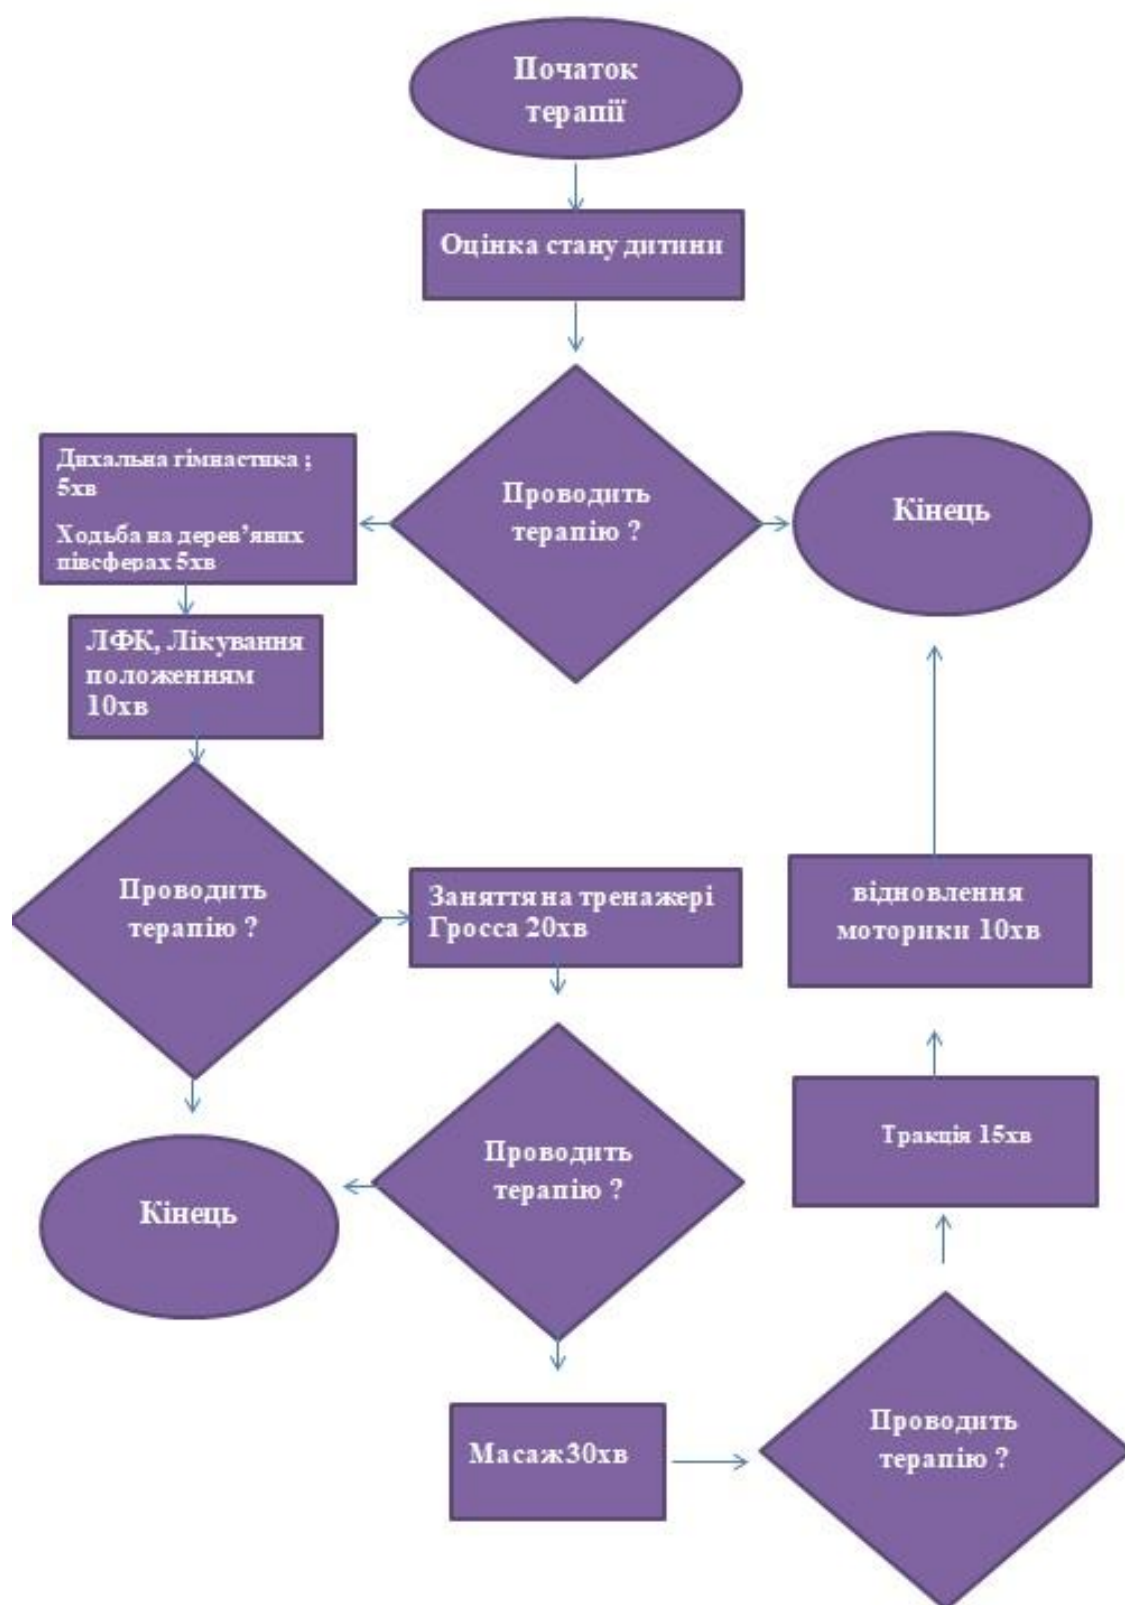 Початок
терапії
Оцінка стану дитини
Проводить
терапію ?
Дихальна гімнастика ;
5хв
Ходьба на дерев’яних
півсферах 5хв
Кінець
ЛФК, Лікування
положенням
10хв
Проводить
терапію ?
Заняття на тренажері
Гросса 20хв
відновлення
моторики 10хв
Кінець
Проводить
терапію ?
Тракція 15хв
Масаж30хв
Проводить
терапію ?